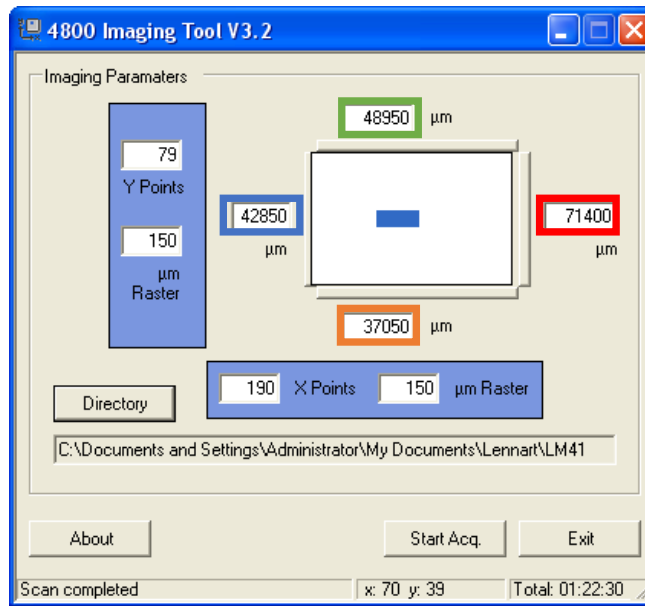 4800 Imaging Tool V3.2
Imaging Paramaters
48950 µm
79
Y Points
150
µm
Raster
42850
µm
71400
µm
37050 µm
190 X Points 150 µm Raster
Directory
C:\Documents and Settings\Administrator\My Documents\Lennart\LM41
About Start Acq. Exit
Scan completed x: 70 y: 39 Total: 01:22:30